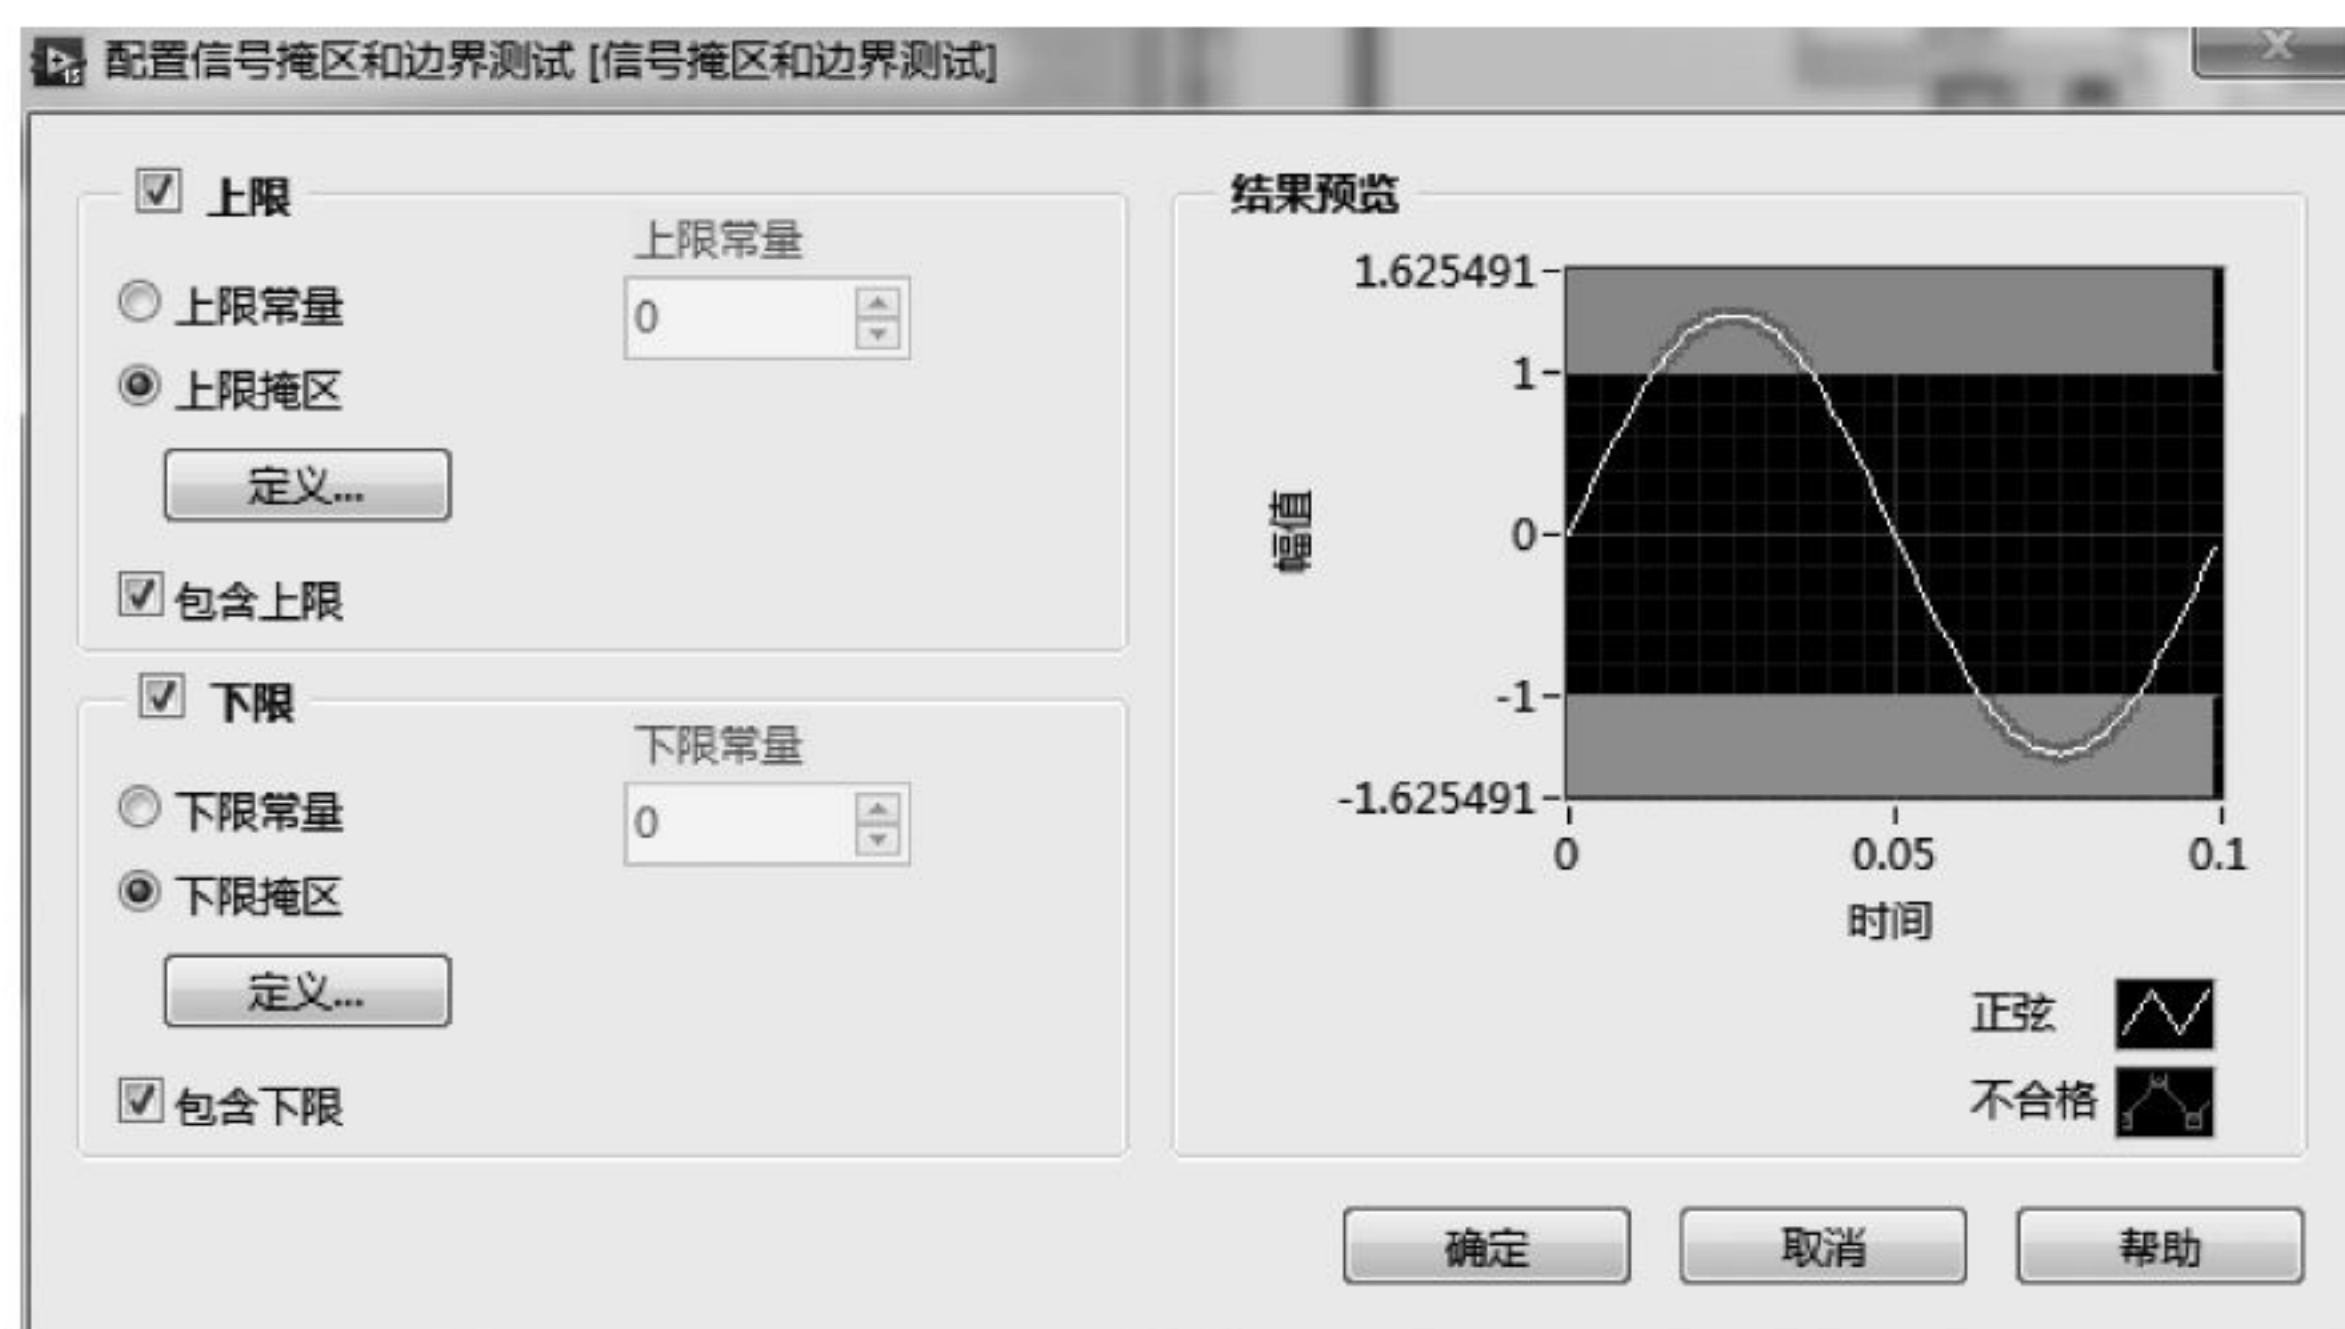 配置信号掩区和边界测试 [信号掩区和边界测试]
上限
上限常量
0
上限常量
上限掩区
定义...
包含上限
下限
下限常量
0
下限常量
下限掩区
定义...
包含下限
结果预览
1.625491
1
0
-1
-1.625491
幅值
0 0.05 0.1
时间
正弦
不合格
确定 取消 帮助